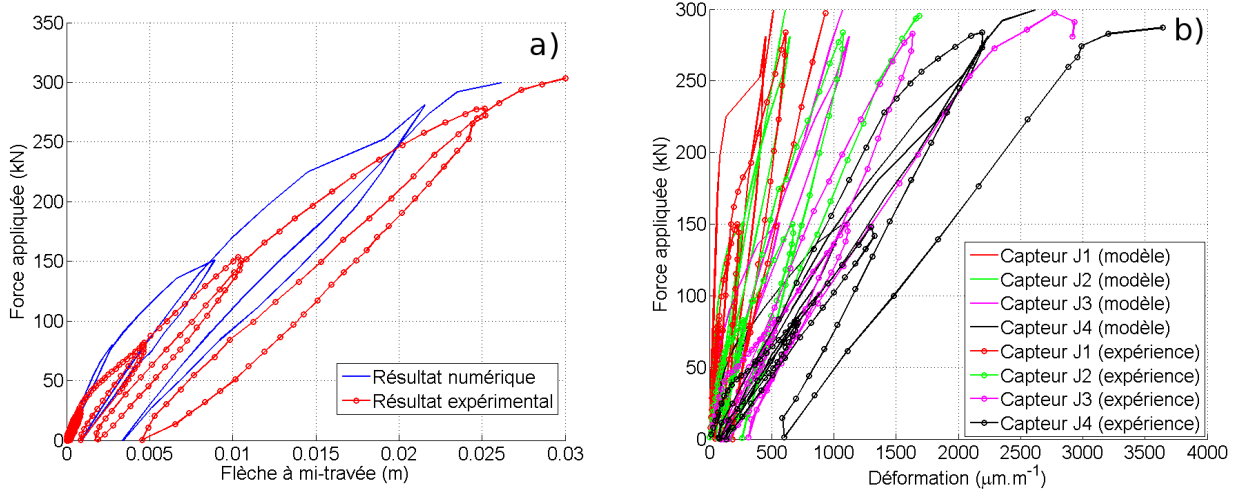 a)
350
300
250
200
150
100
50
0
Force appliquée (kN)
0
0.005
0.01
0.015
0.02
0.025
0.03
Flèche à mi-travée (m)
Résultat numérique
Résultat expérimental
b)
300
250
200
150
100
50
0
Force appliquée (kN)
0
500
1000
1500
2000
2500
3000
3500
4000
Déformation (μm.m⁻¹)
Capteur J1 (modèle)
Capteur J2 (modèle)
Capteur J3 (modèle)
Capteur J4 (modèle)
Capteur J1 (expérience)
Capteur J2 (expérience)
Capteur J3 (expérience)
Capteur J4 (expérience)